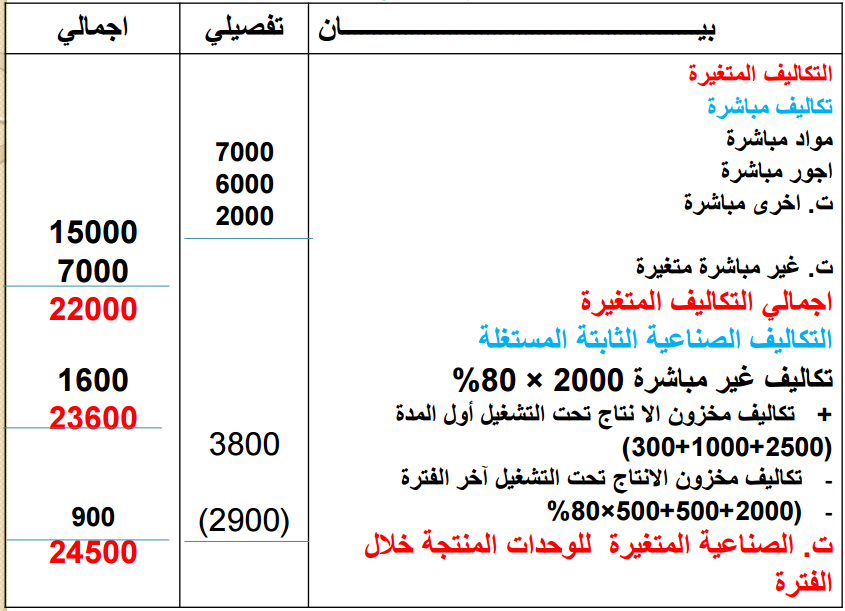 بيـــــــــــــــــــــــــــــــــــان تفصيلي اجمالي
التكاليف المتغيرة
تكاليف مباشرة
مواد مباشرة 7000
اجور مباشرة 6000
ت. اخرى مباشرة 2000
15000
ت. غير مباشرة متغيرة 7000
اجمالي التكاليف المتغيرة 22000
التكاليف الصناعية الثابتة المستغلة
تكاليف غير مباشرة 2000 × 80% 1600
23600
+ تكاليف مخزون الا نتاج تحت التشغيل أول المدة
(300+1000+2500) 3800
- تكاليف مخزون الانتاج تحت التشغيل آخر الفترة
- (2000+500+500×80% (2900) 900
ت. الصناعية المتغيرة للوحدات المنتجة خلال 24500
الفترة